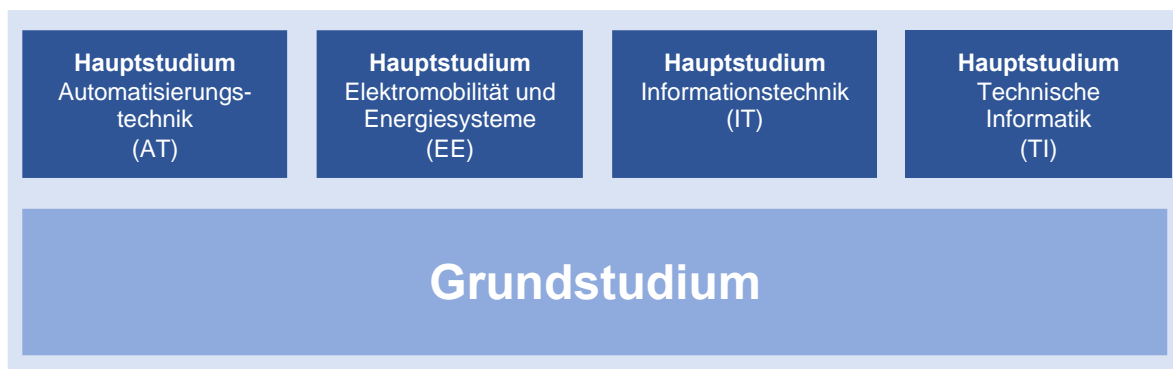 Hauptstudium
Automatisierungs-
technik
(AT)
Hauptstudium
Elektromobilität und
Energiesysteme
(EE)
Hauptstudium
Informationstechnik
(IT)
Hauptstudium
Technische
Informatik
(TI)
Grundstudium